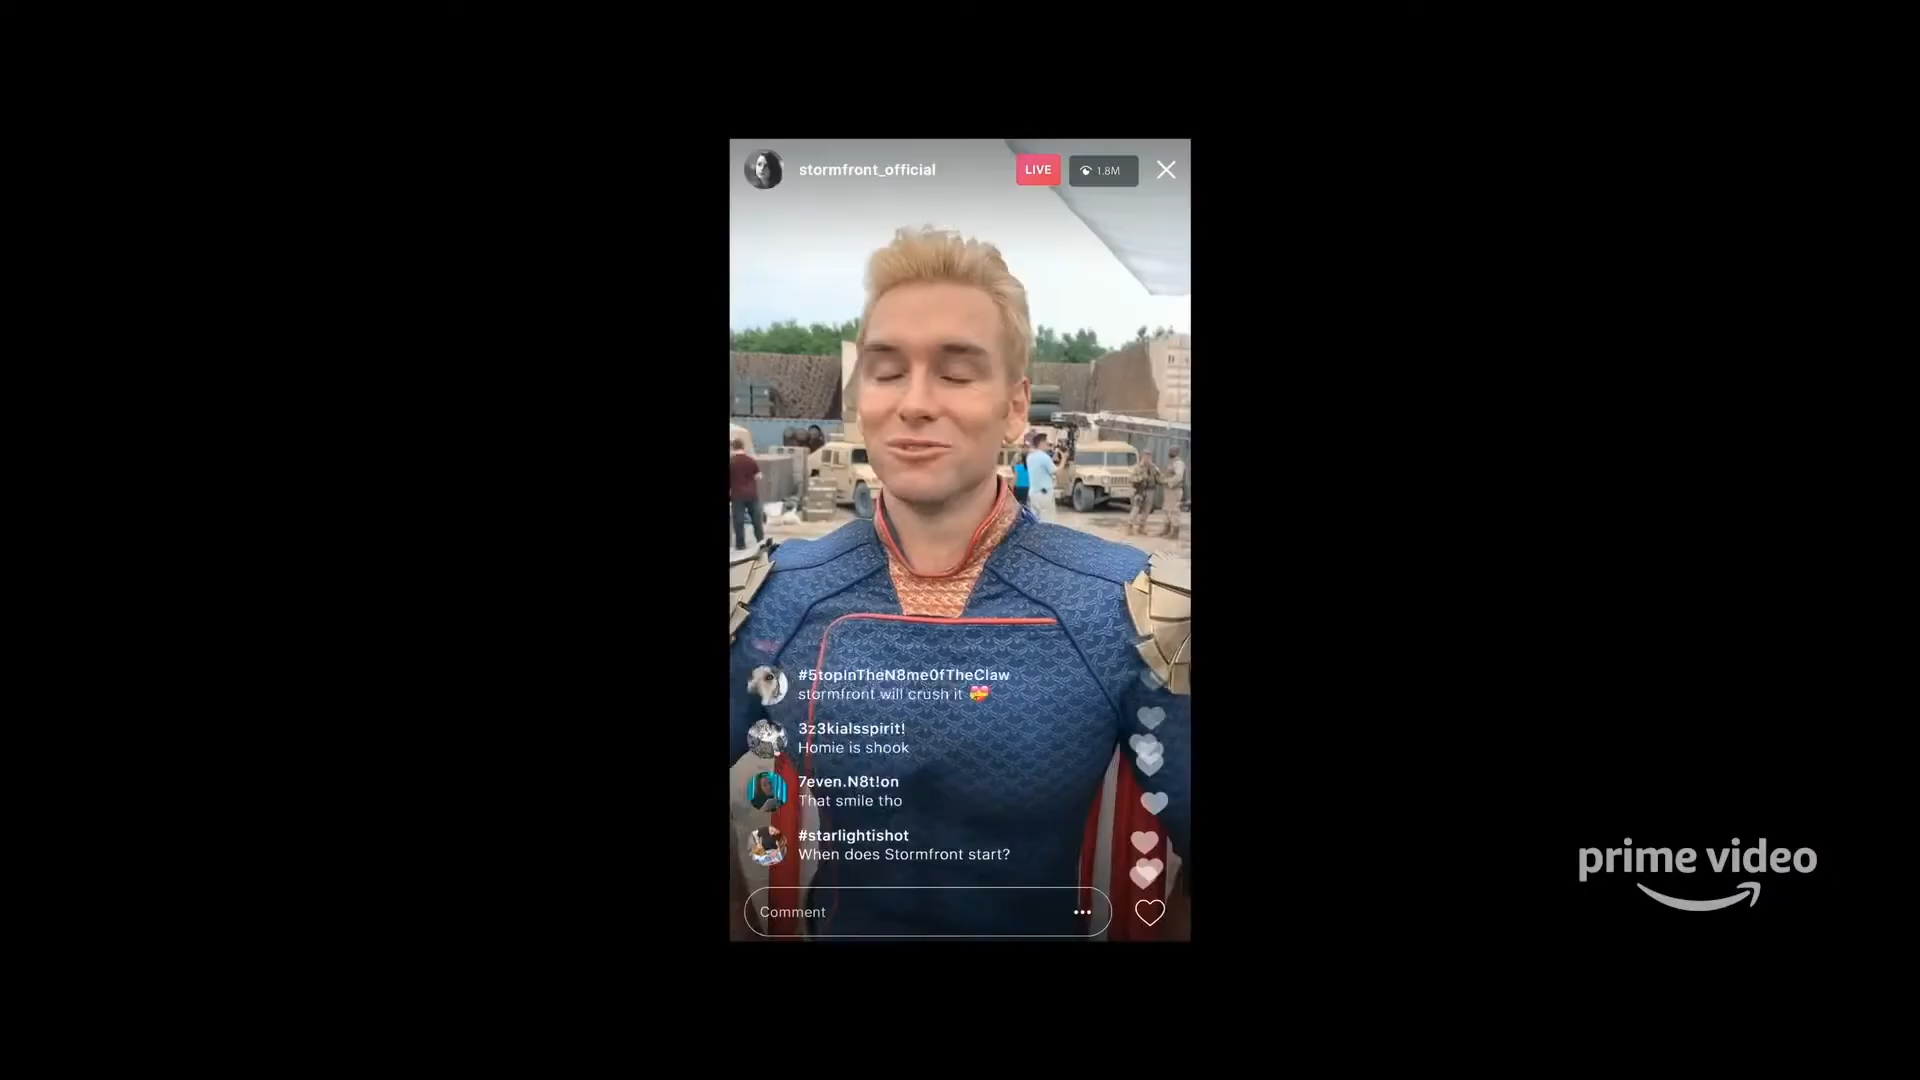 stormfront_official
LIVE
1.8M
#5topInTheN8me0fTheClaw
stormfront will crush it 💝
3z3kialsspirit!
Homie is shook
7even.N8t!on
That smile tho
#starlightishot
When does Stormfront start?
Comment
prime video